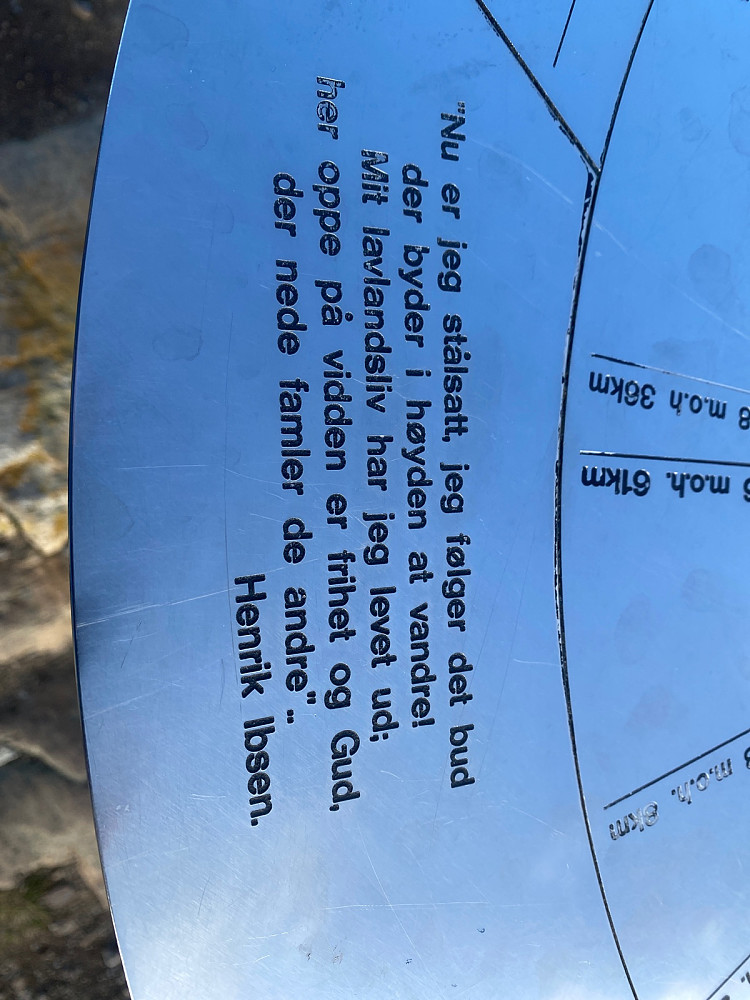 "Nu er jeg stålsatt, jeg følger det bud
der byder i høyden at vandre!
Mit lavlandsliv har jeg levet ud;
her oppe på vidden er frihet og Gud,
der nede famler de andre"..
Henrik Ibsen.
m.o.h 36km
m.o.h. 61km
m.o.h. 8km